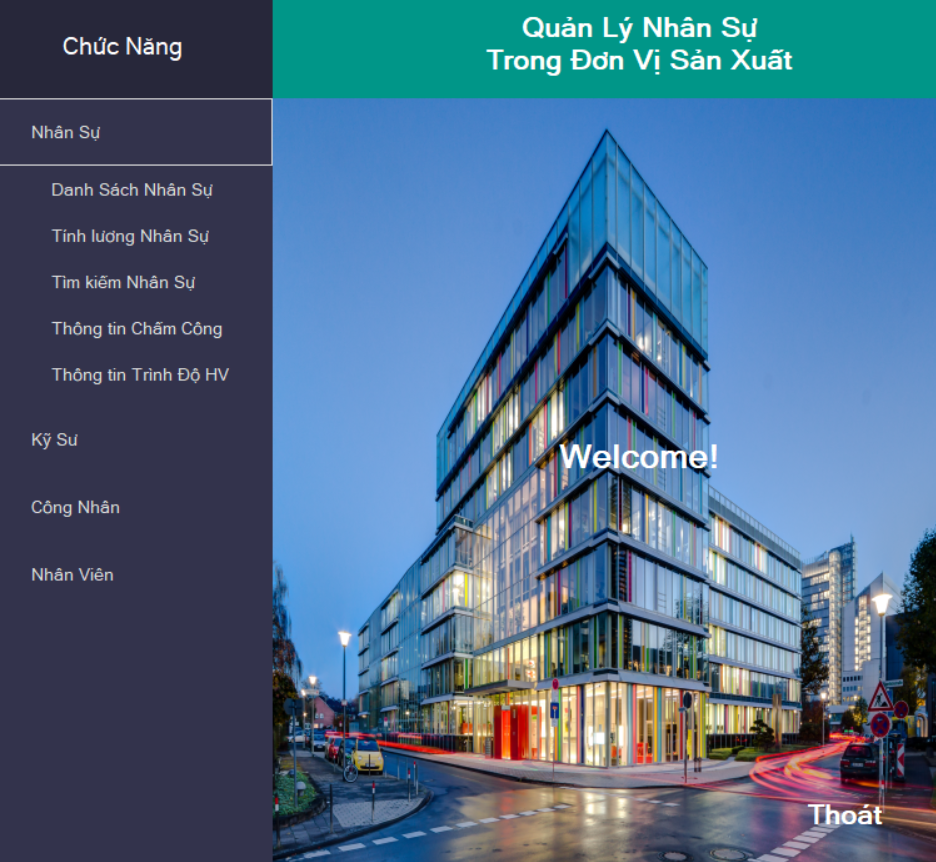 Chức Năng
Quản Lý Nhân Sự
Trong Đơn Vị Sản Xuất
Nhân Sự
Danh Sách Nhân Sự
Tính lương Nhân Sự
Tìm kiếm Nhân Sự
Thông tin Chấm Công
Thông tin Trình Độ HV
Kỹ Sư
Công Nhân
Nhân Viên
Welcome!
Thoát